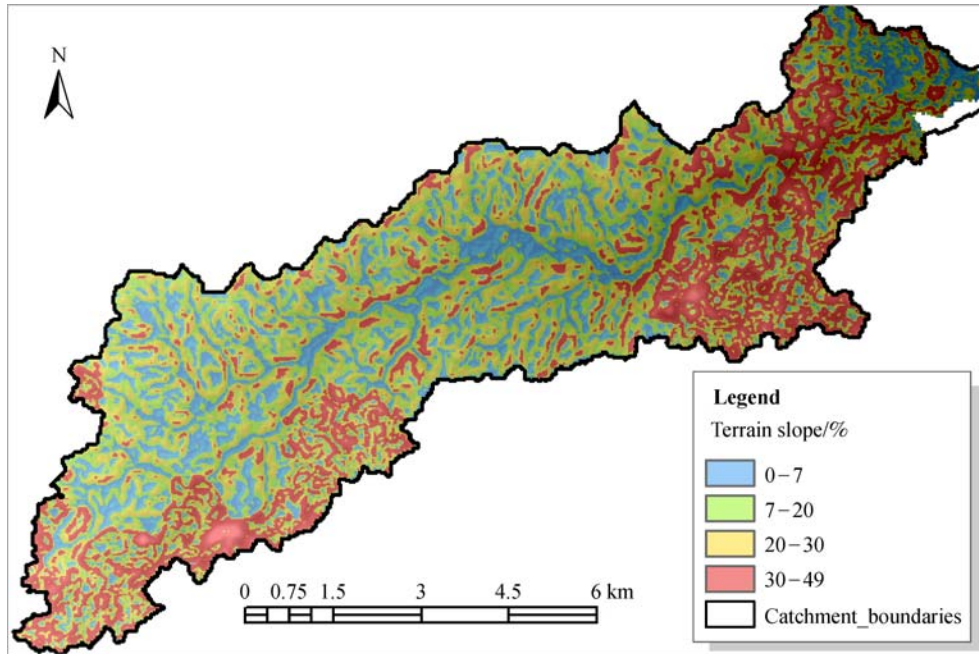 N
Legend
Terrain slope/%
0−7
7−20
20−30
30−49
Catchment_boundaries
0 0.75 1.5 3 4.5 6 km